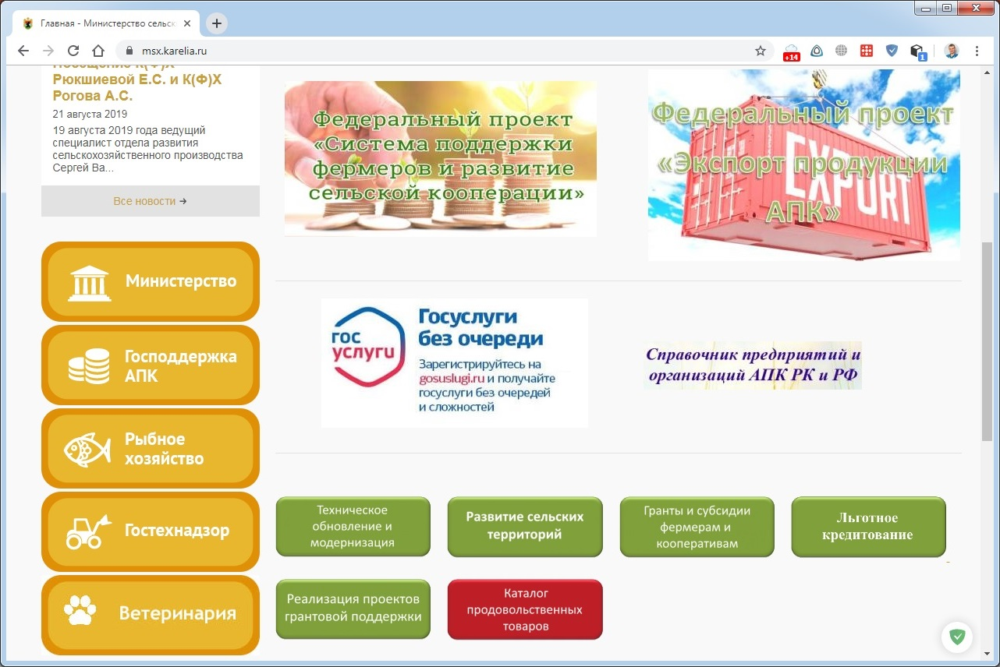 Главная - Министерство сельск
msx.karelia.ru
+14
1
Посещение К(Ф)Х
Рюкшиевой Е.С. и К(Ф)Х
Рогова А.С.
21 августа 2019
19 августа 2019 года ведущий
специалист отдела развития
сельскохозяйственного производства
Сергей Ва...
Все новости →
Министерство
Господдержка
АПК
Рыбное
хозяйство
Гостехнадзор
Ветеринария
Федеральный проект
«Система поддержки
фермеров и развитие
сельской кооперации»
Федеральный проект
«Экспорт продукции
АПК»
EXPORT
гос
услуги
Госуслуги
без очереди
Зарегистрируйтесь на
gosuslugi.ru и получайте
госуслуги без очередей
и сложностей
Справочник предприятий и
организаций АПК РК и РФ
Техническое
обновление и
модернизация
Развитие сельских
территорий
Гранты и субсидии
фермерам и
кооперативам
Льготное
кредитование
Реализация проектов
грантовой поддержки
Каталог
продовольственных
товаров